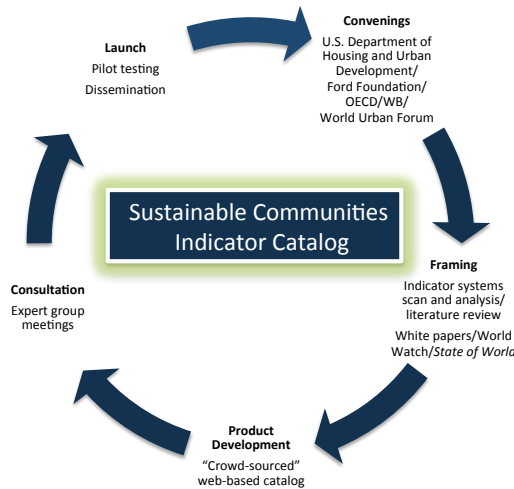 Convenings
U.S. Department of
Housing and Urban
Development/
Ford Foundation/
OECD/WB/
World Urban Forum
Launch
Pilot testing
Dissemination
Sustainable Communities
Indicator Catalog
Framing
Indicator systems
scan and analysis/
literature review
White papers/World
Watch/State of World
Consultation
Expert group
meetings
Product
Development
“Crowd-sourced”
web-based catalog